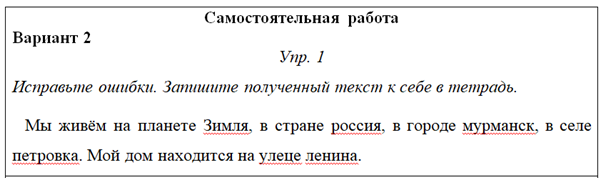 Самостоятельная работа
Вариант 2
Упр. 1
Исправьте ошибки. Запишите полученный текст к себе в тетрадь.
Мы живём на планете Зимля, в стране россия, в городе мурманск, в селе
петровка. Мой дом находится на улеце ленина.